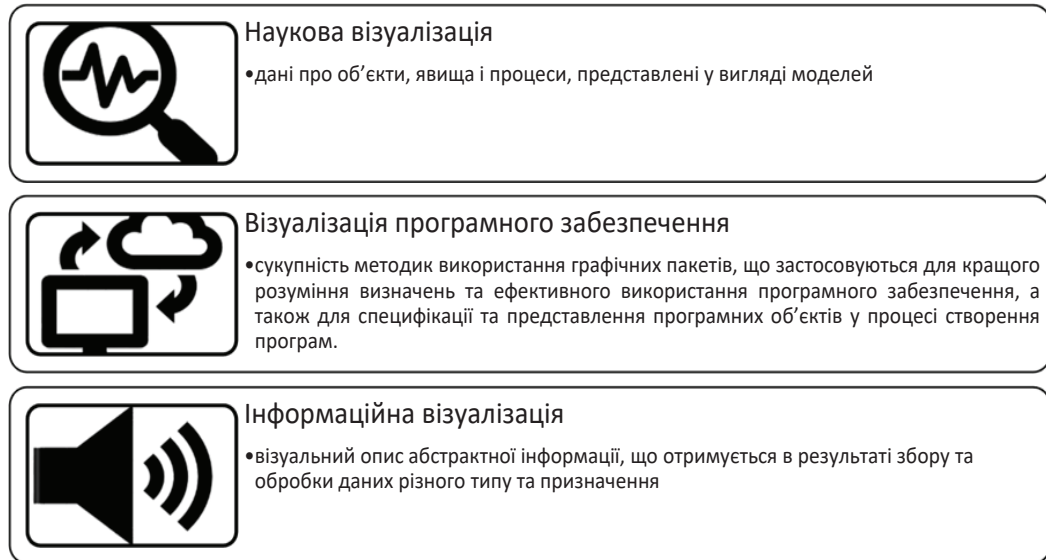 Наукова візуалізація
•дані про об’єкти, явища і процеси, представлені у вигляді моделей
Візуалізація програмного забезпечення
•сукупність методик використання графічних пакетів, що застосовуються для кращого
розуміння визначень та ефективного використання програмного забезпечення, а
також для специфікації та представлення програмних об’єктів у процесі створення
програм.
Інформаційна візуалізація
•візуальний опис абстрактної інформації, що отримується в результаті збору та
обробки даних різного типу та призначення